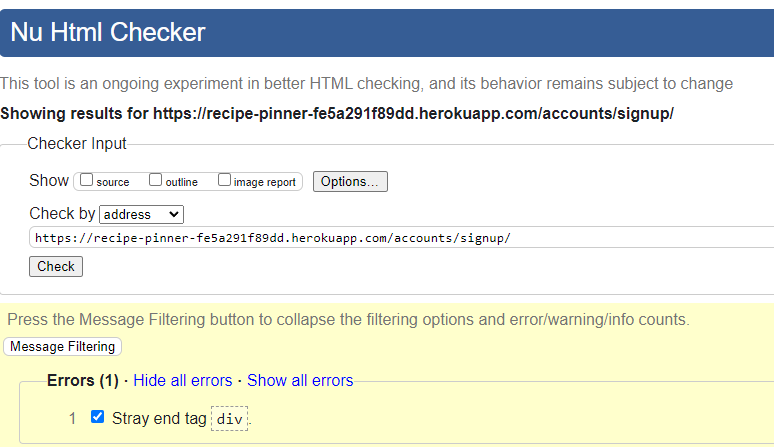 Nu Html Checker
This tool is an ongoing experiment in better HTML checking, and its behavior remains subject to change
Showing results for https://recipe-pinner-fe5a291f89dd.herokuapp.com/accounts/signup/
Checker Input
Show source outline image report Options...
Check by address
https://recipe-pinner-fe5a291f89dd.herokuapp.com/accounts/signup/
Check
Press the Message Filtering button to collapse the filtering options and error/warning/info counts.
Message Filtering
Errors (1) · Hide all errors · Show all errors
1 Stray end tag div.